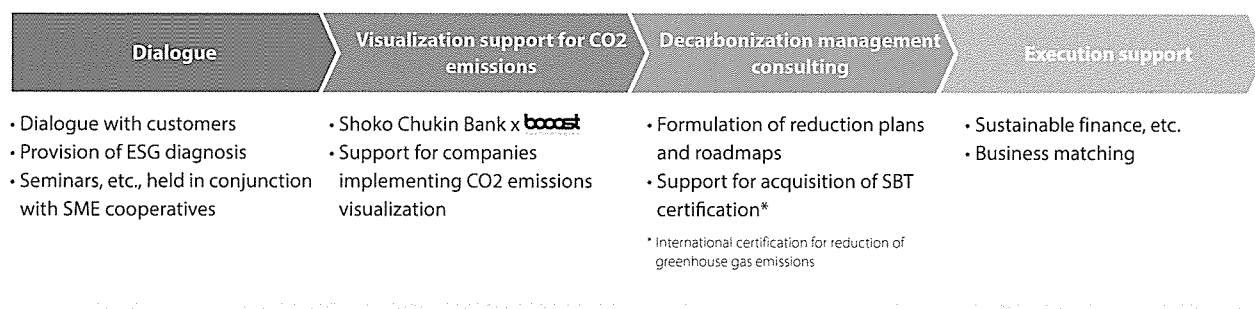 Dialogue
Visualization support for CO2
emissions
Decarbonization management
consulting
Execution support
• Dialogue with customers
• Provision of ESG diagnosis
• Seminars, etc., held in conjunction
with SME cooperatives
• Shoko Chukin Bank x booost
• Support for companies
implementing CO2 emissions
visualization
• Formulation of reduction plans
and roadmaps
• Support for acquisition of SBT
certification*
* International certification for reduction of
greenhouse gas emissions
• Sustainable finance, etc.
• Business matching